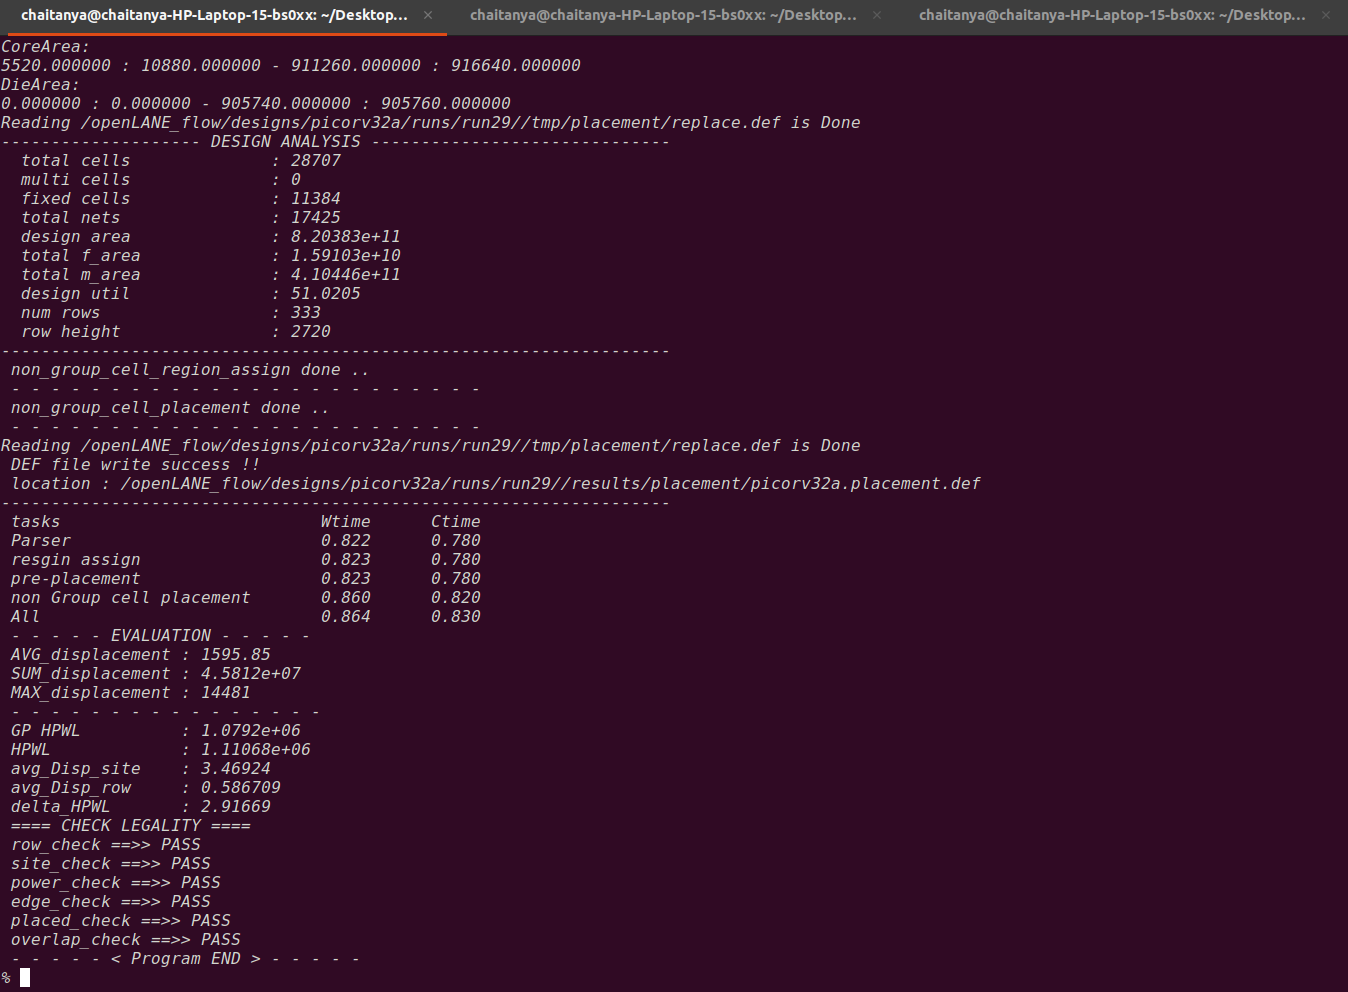 chaitanya@chaitanya-HP-Laptop-15-bs0xx: ~/Desktop... × chaitanya@chaitanya-HP-Laptop-15-bs0xx: ~/Desktop... × chaitanya@chaitanya-HP-Laptop-15-bs0xx: ~/Desktop... ×
CoreArea:
5520.000000 : 10880.000000 - 911260.000000 : 916640.000000
DieArea:
0.000000 : 0.000000 - 905740.000000 : 905760.000000
Reading /openLANE_flow/designs/picorv32a/runs/run29//tmp/placement/replace.def is Done
-------------------- DESIGN ANALYSIS ------------------------------
  total cells              : 28707
  multi cells              : 0
  fixed cells              : 11384
  total nets               : 17425
  design area              : 8.20383e+11
  total f_area             : 1.59103e+10
  total m_area             : 4.10446e+11
  design util              : 51.0205
  num rows                 : 333
  row height               : 2720
-------------------------------------------------------------------
 non_group_cell_region_assign done ..
 - - - - - - - - - - - - - - - - - - - - - - - -
 non_group_cell_placement done ..
 - - - - - - - - - - - - - - - - - - - - - - - -
Reading /openLANE_flow/designs/picorv32a/runs/run29//tmp/placement/replace.def is Done
 DEF file write success !!
 location : /openLANE_flow/designs/picorv32a/runs/run29//results/placement/picorv32a.placement.def
-------------------------------------------------------------------
 tasks                          Wtime      Ctime
 Parser                         0.822      0.780
 resgin assign                  0.823      0.780
 pre-placement                  0.823      0.780
 non Group cell placement       0.860      0.820
 All                            0.864      0.830
 - - - - - EVALUATION - - - - -
 AVG_displacement : 1595.85
 SUM_displacement : 4.5812e+07
 MAX_displacement : 14481
 - - - - - - - - - - - - - - - -
 GP HPWL          : 1.0792e+06
 HPWL             : 1.11068e+06
 avg_Disp_site    : 3.46924
 avg_Disp_row     : 0.586709
 delta_HPWL       : 2.91669
 ==== CHECK LEGALITY ====
 row_check ==>> PASS
 site_check ==>> PASS
 power_check ==>> PASS
 edge_check ==>> PASS
 placed_check ==>> PASS
 overlap_check ==>> PASS
 - - - - - < Program END > - - - - -
%